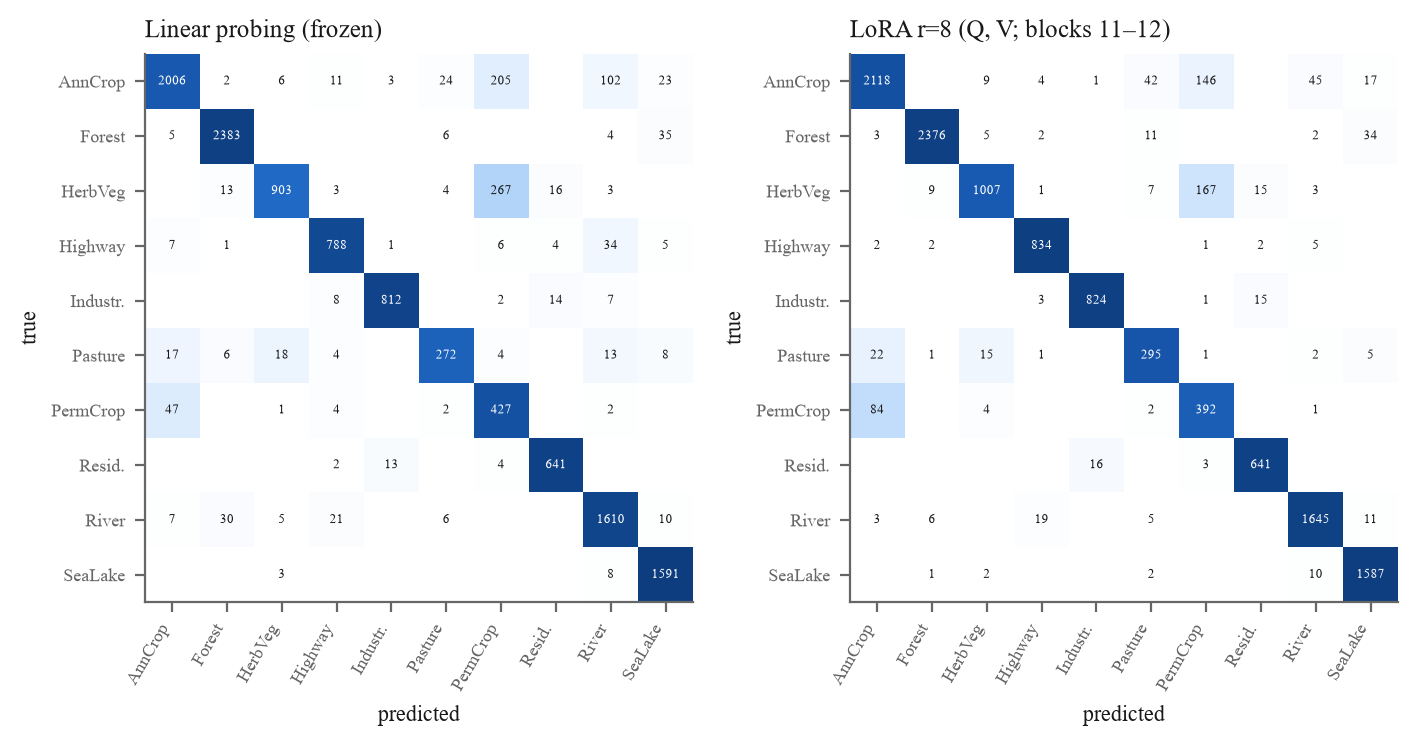 Linear probing (frozen)
true
AnnCrop 2006 2 6 11 3 24 205 102 23
Forest 5 2383 6 4 35
HerbVeg 13 903 3 4 267 16 3
Highway 7 1 788 1 6 4 34 5
Industr. 8 812 2 14 7
Pasture 17 6 18 4 272 4 13 8
PermCrop 47 1 4 2 427 2
Resid. 2 13 4 641
River 7 30 5 21 6 1610 10
SeaLake 3 8 1591
AnnCrop Forest HerbVeg Highway Industr. Pasture PermCrop Resid. River SeaLake
predicted
LoRA r=8 (Q, V; blocks 11–12)
true
AnnCrop 2118 9 4 1 42 146 45 17
Forest 3 2376 5 2 11 2 34
HerbVeg 9 1007 1 7 167 15 3
Highway 2 2 834 1 2 5
Industr. 3 824 1 15
Pasture 22 1 15 1 295 1 2 5
PermCrop 84 4 2 392 1
Resid. 16 3 641
River 3 6 19 5 1645 11
SeaLake 1 2 2 10 1587
AnnCrop Forest HerbVeg Highway Industr. Pasture PermCrop Resid. River SeaLake
predicted